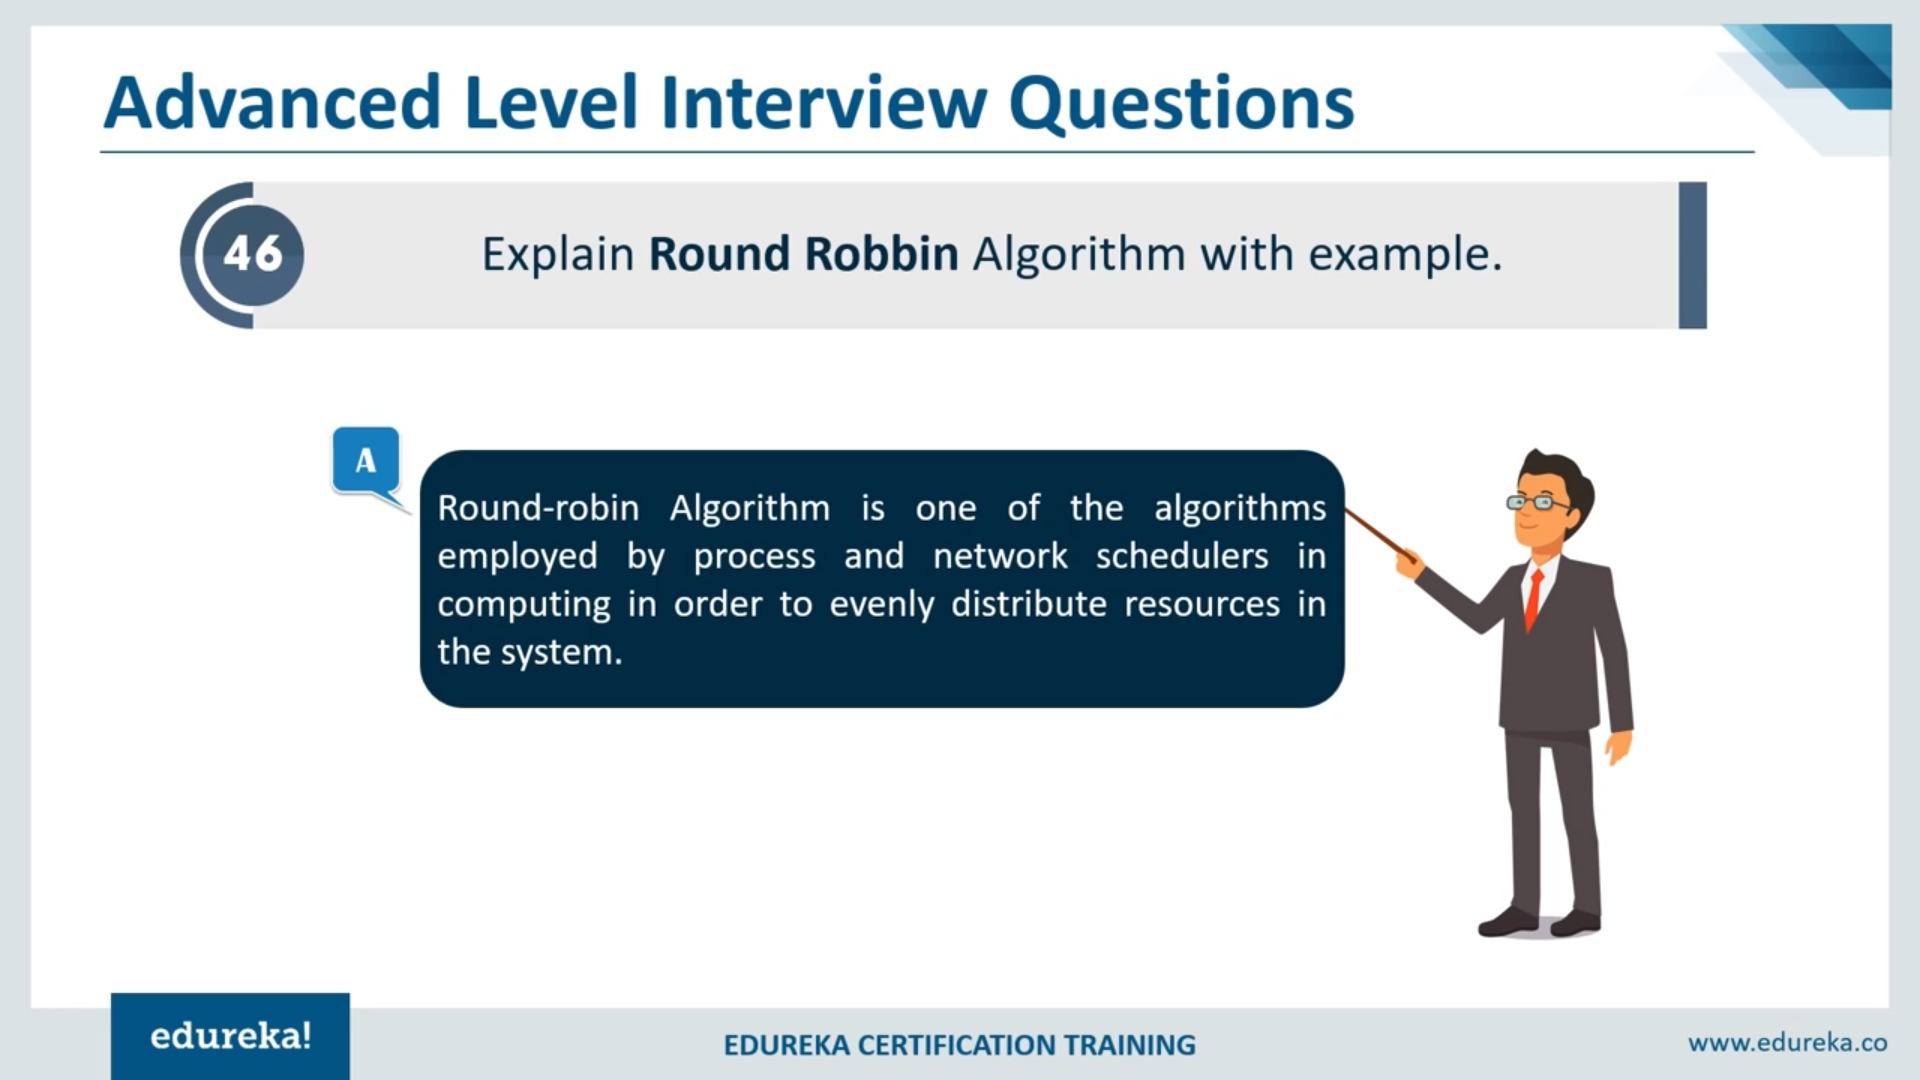 Advanced Level Interview Questions
46
Explain Round Robbin Algorithm with example.
A
Round-robin Algorithm is one of the algorithms
employed by process and network schedulers in
computing in order to evenly distribute resources in
the system.
edureka!
EDUREKA CERTIFICATION TRAINING
www.edureka.co